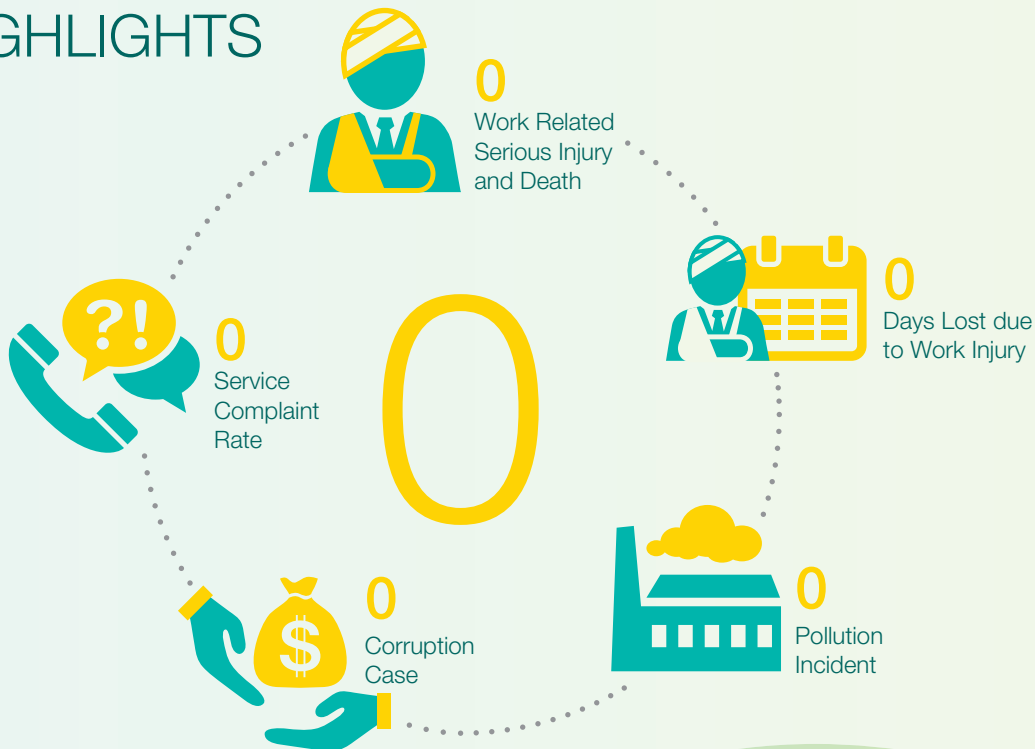 GHLIGHTS
0
Work Related
Serious Injury
and Death
0
Days Lost due
to Work Injury
?!
0
Service
Complaint
Rate
0
0
Corruption
Case
$
0
Pollution
Incident